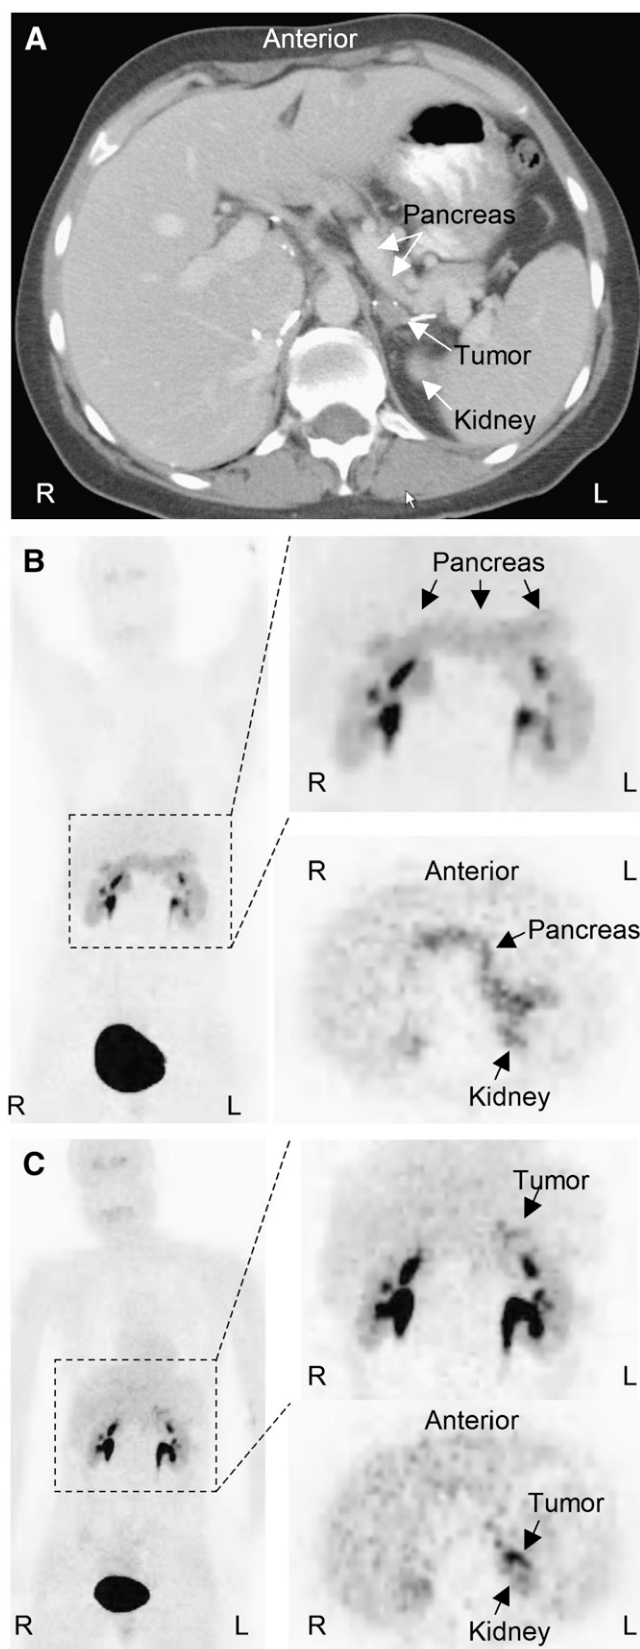 A
Anterior
Pancreas
Tumor
Kidney
R
L
B
Pancreas
R
L
R
L
Anterior
Pancreas
Kidney
R
L
C
Tumor
R
L
Anterior
Tumor
Kidney
R
L
R
L